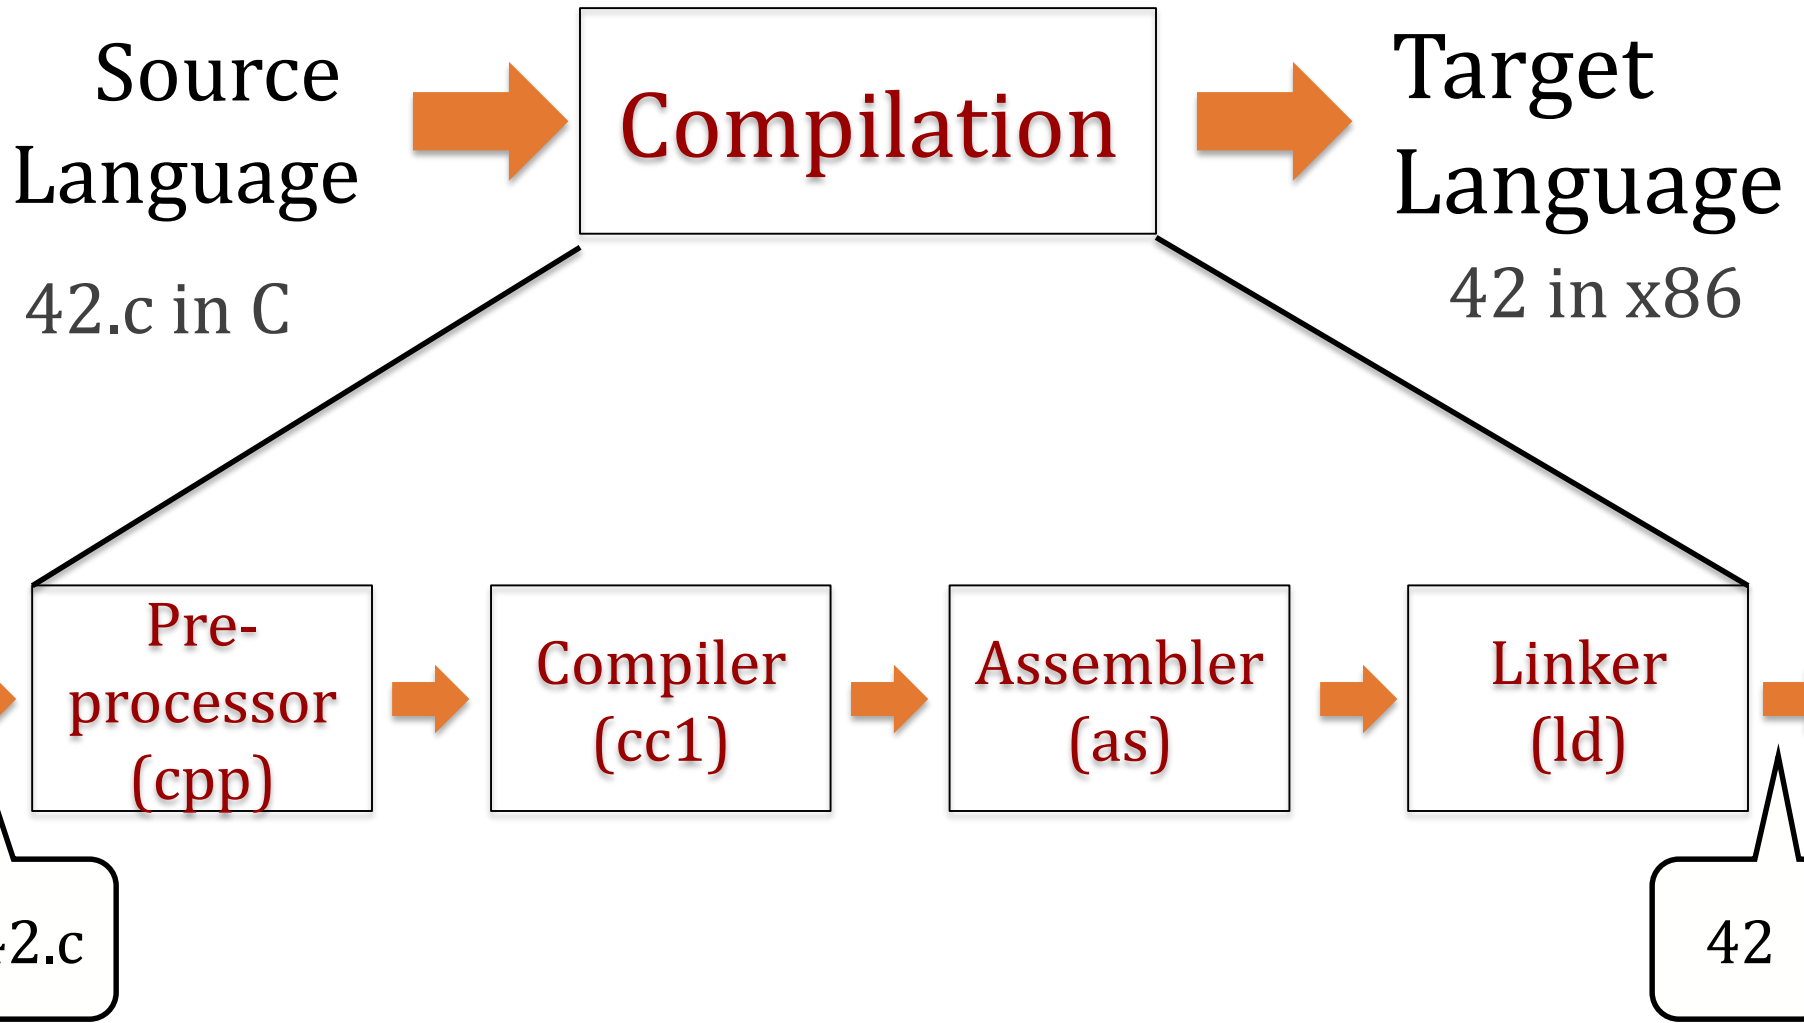 Source
Language
42.c in C
Compilation
Target
Language
42 in x86
Pre-
processor
(cpp)
Compiler
(cc1)
Assembler
(as)
Linker
(ld)
2.c
42